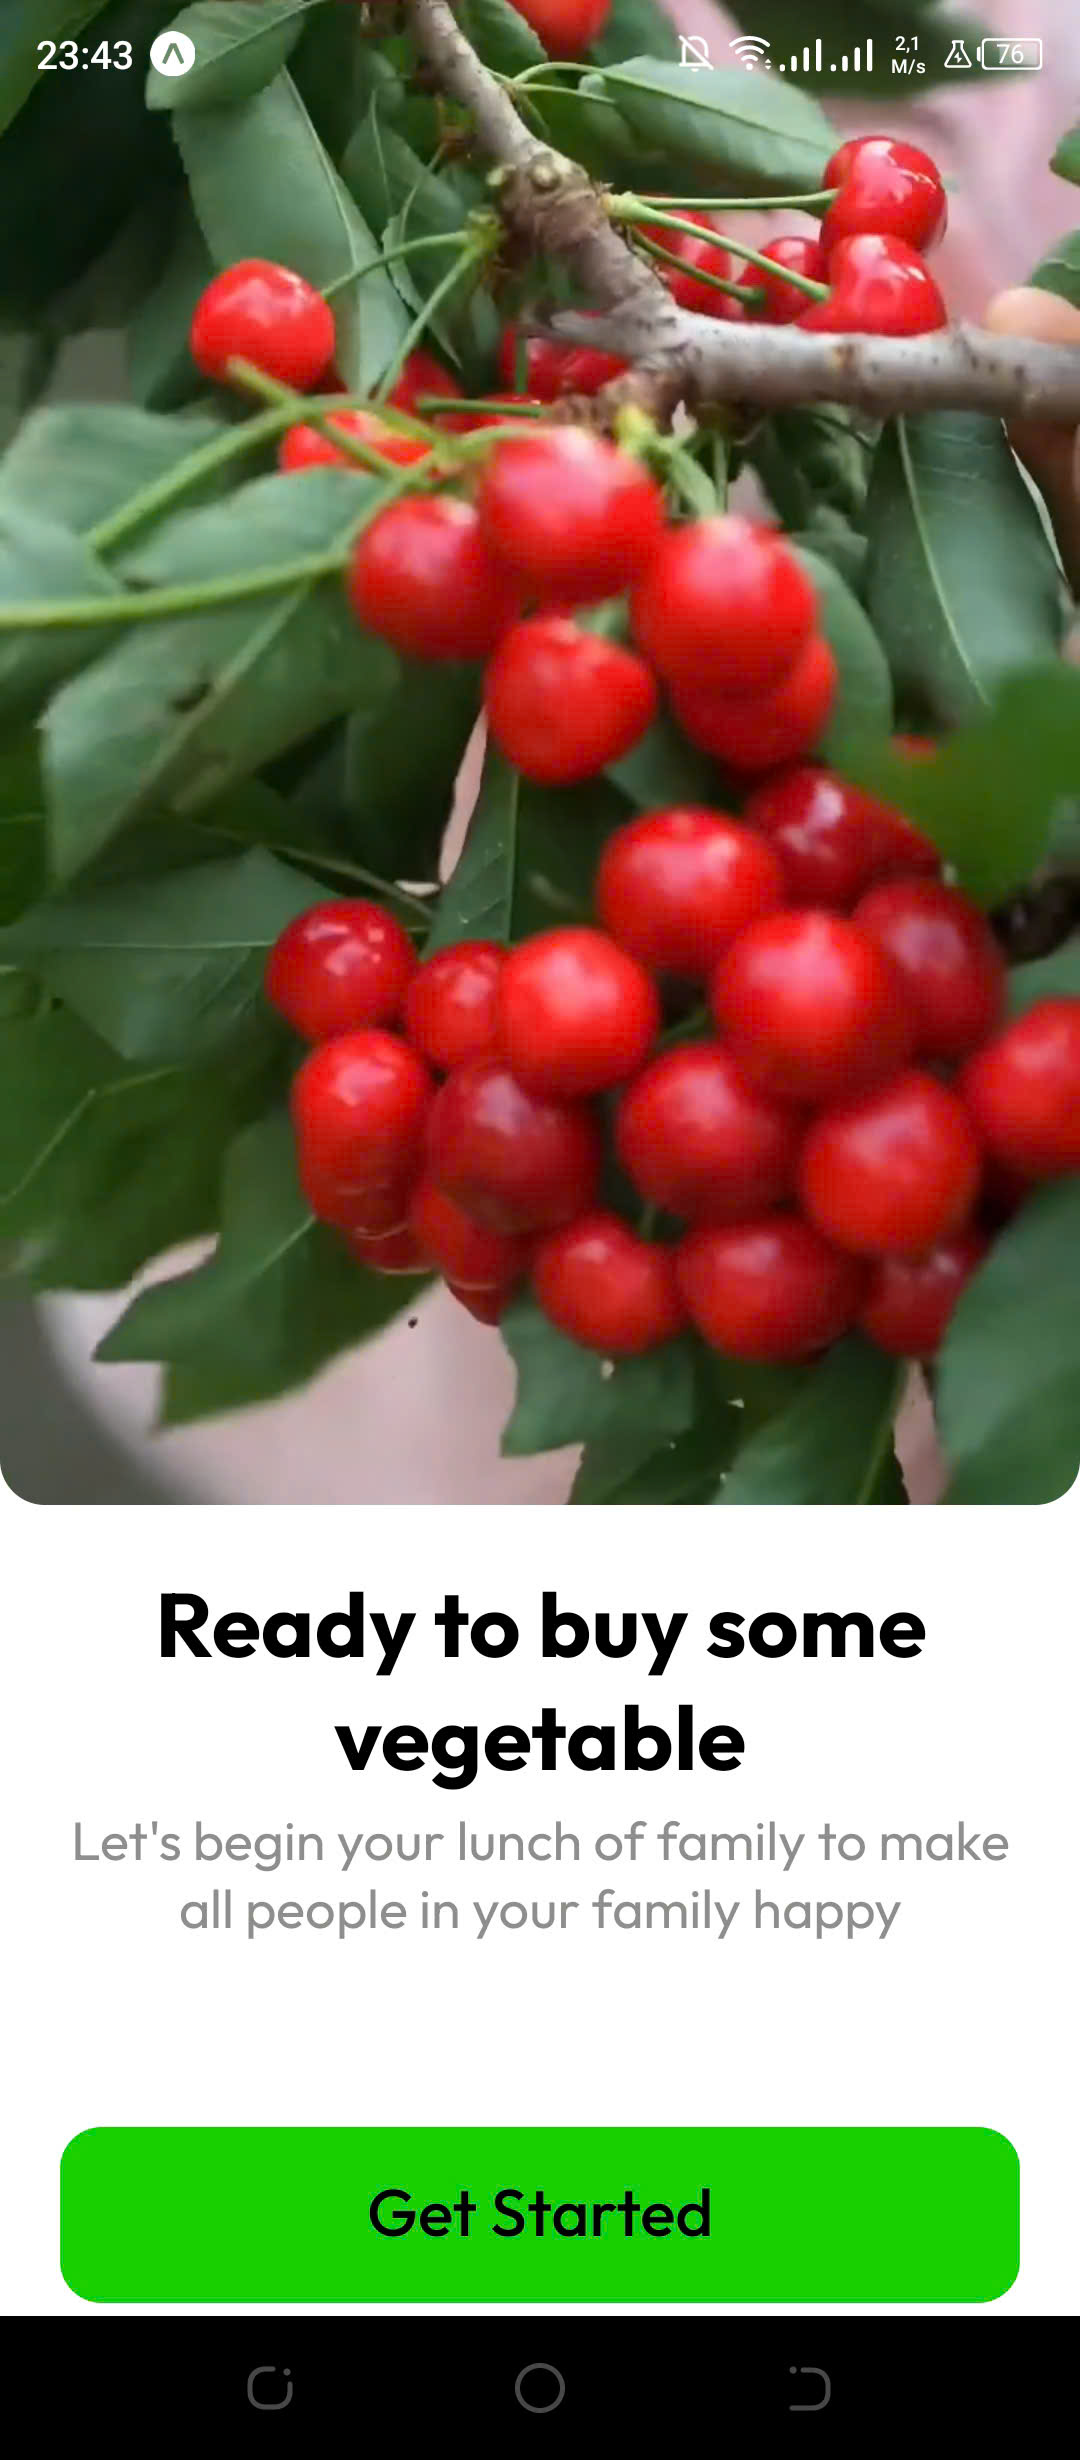 23:43
2,1
M/s
76
Ready to buy some
vegetable
Let's begin your lunch of family to make
all people in your family happy
Get Started